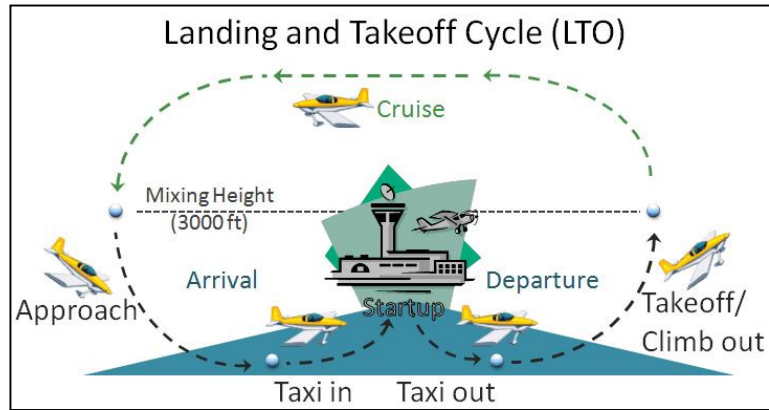 Landing and Takeoff Cycle (LTO)
Cruise
Mixing Height
(3000 ft)
Approach
Arrival
Startup
Departure
Takeoff/
Climb out
Taxi in
Taxi out